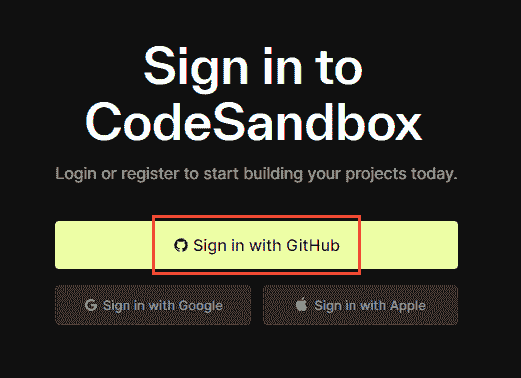 Sign in to
CodeSandbox
Login or register to start building your projects today.
Sign in with GitHub
Sign in with Google
Sign in with Apple